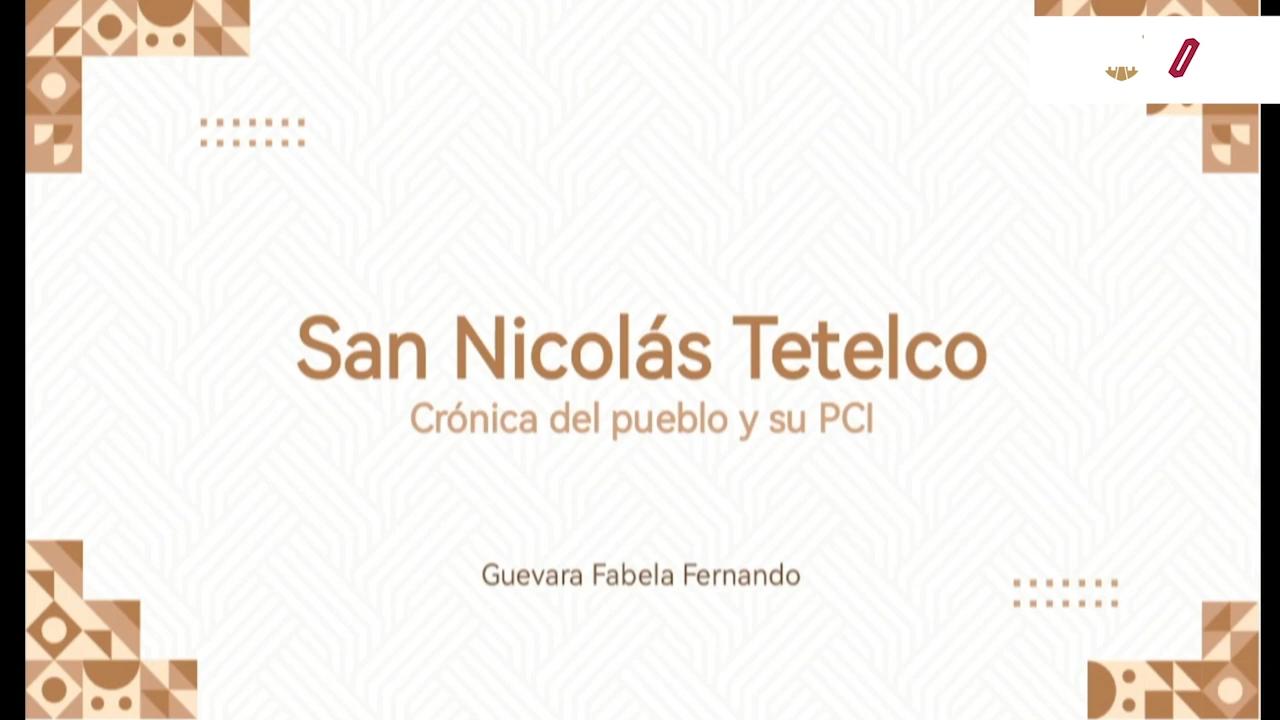 San Nicolás Tetelco
Crónica del pueblo y su PCI
Guevara Fabela Fernando